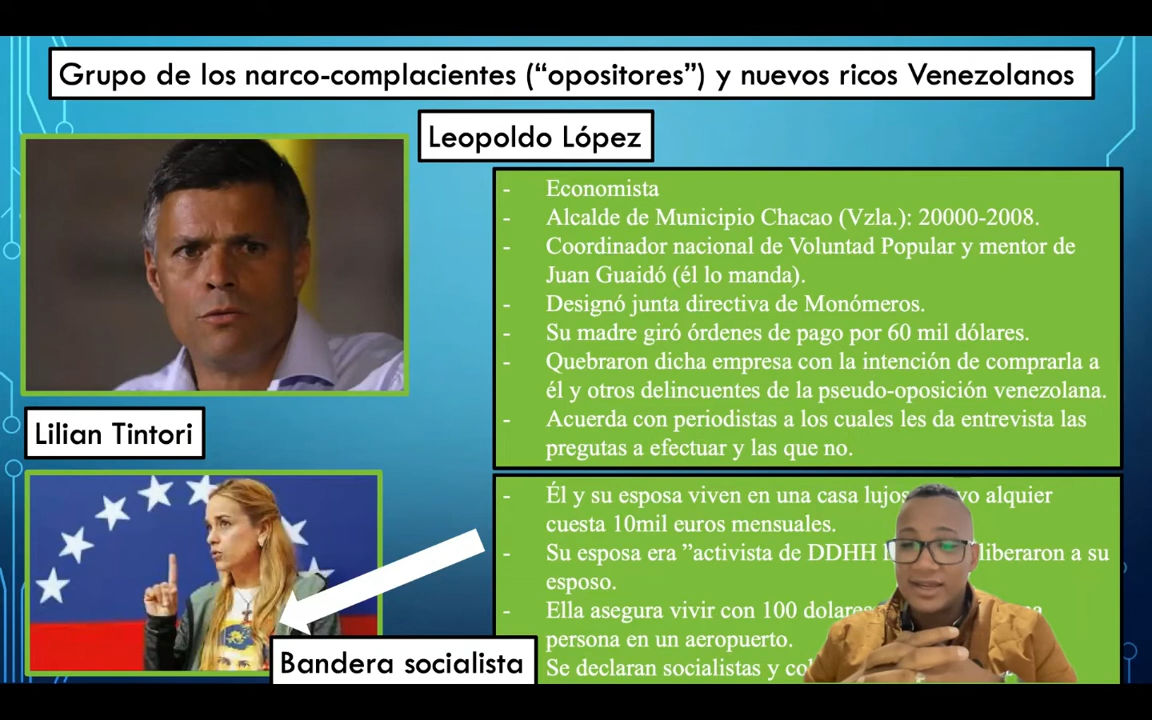 Grupo de los narco-complacientes (“opositores”) y nuevos ricos Venezolanos
Leopoldo López
- Economista
- Alcalde de Municipio Chacao (Vzla.): 20000-2008.
- Coordinador nacional de Voluntad Popular y mentor de
Juan Guaidó (él lo manda).
- Designó junta directiva de Monómeros.
- Su madre giró órdenes de pago por 60 mil dólares.
- Quebraron dicha empresa con la intención de comprarla a
él y otros delincuentes de la pseudo-oposición venezolana.
- Acuerda con periodistas a los cuales les da entrevista las
pregutas a efectuar y las que no.
Lilian Tintori
- Él y su esposa viven en una casa alquier
cuesta 10mil euros mensuales.
- Su esposa era ”activista de DDHH liberaron a su
esposo.
- Ella asegura vivir con 100
persona en un aeropuerto.
Se declaran socialistas y
Bandera socialista